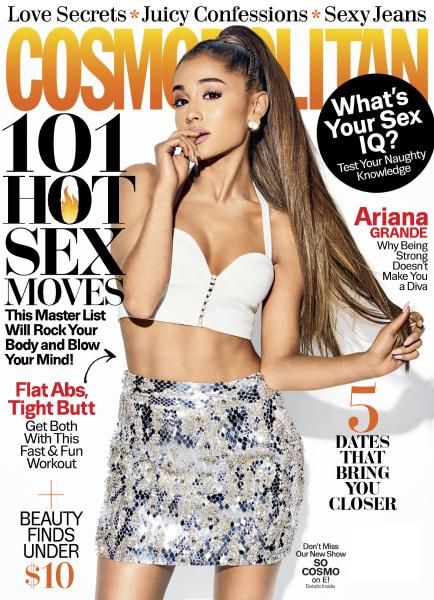 Love Secrets * Juicy Confessions * Sexy Jeans
COSMOPOLITAN
101
HOT
SEX
MOVES
This Master List
Will Rock Your
Body and Blow
Your Mind!
Flat Abs,
Tight Butt
Get Both
With This
Fast & Fun
Workout
+
BEAUTY
FINDS
UNDER
$10
What's
Your Sex
IQ?
Test Your Naughty
Knowledge
Ariana
GRANDE
Why Being
Strong
Doesn't
Make You
a Diva
5
DATES
THAT
BRING
YOU
CLOSER
Don't Miss
Our New Show
SO
COSMO
on E!
Details Inside